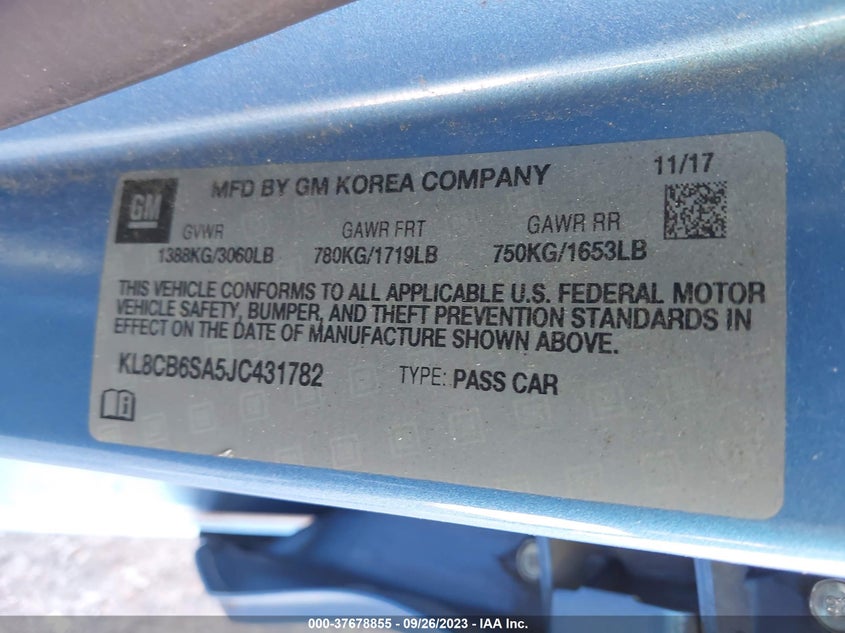 GM
MFD BY GM KOREA COMPANY 11/17
GVWR GAWR FRT GAWR RR
1388KG/3060LB 780KG/1719LB 750KG/1653LB
THIS VEHICLE CONFORMS TO ALL APPLICABLE U.S. FEDERAL MOTOR
VEHICLE SAFETY, BUMPER, AND THEFT PREVENTION STANDARDS IN
EFFECT ON THE DATE OF MANUFACTURE SHOWN ABOVE.
KL8CB6SA5JC431782 TYPE: PASS CAR
000-37678855 - 09/26/2023 - IAA Inc.